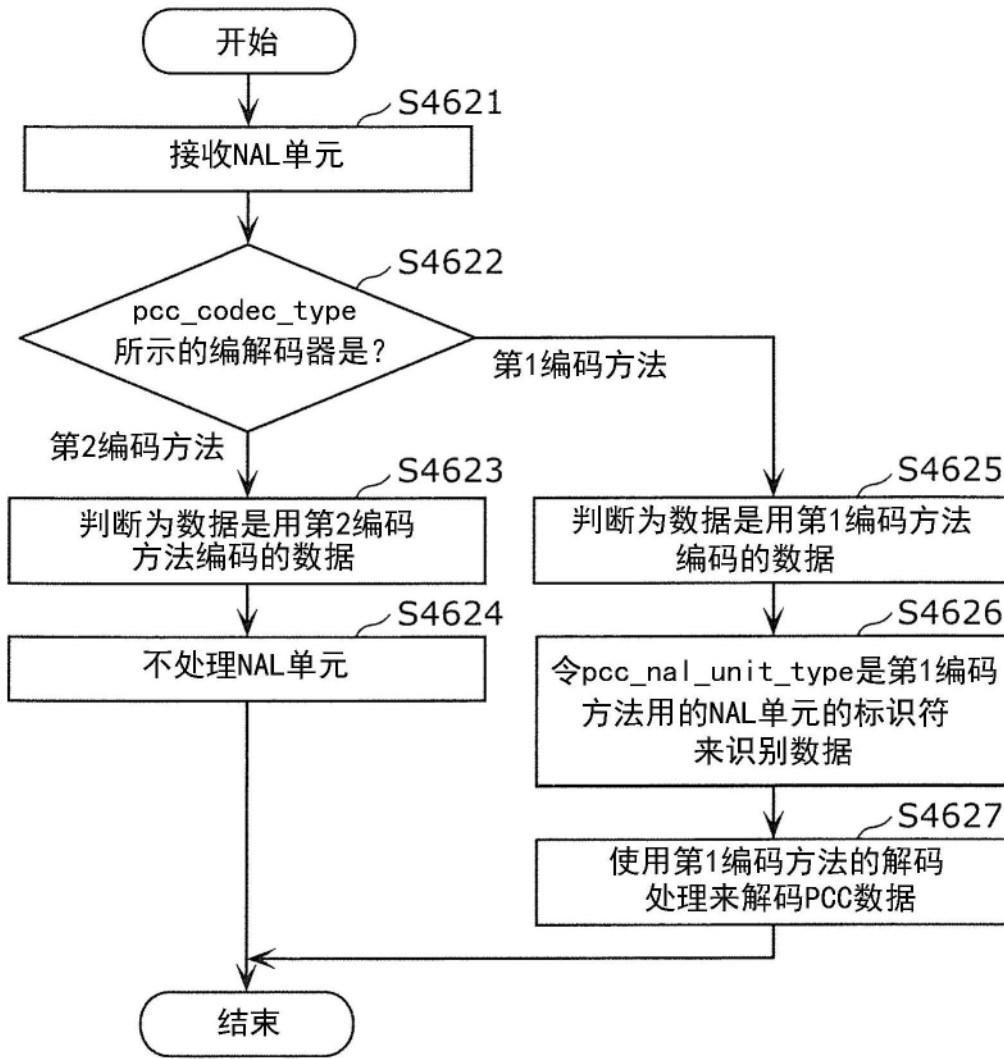 开始
S4621
接收NAL单元
S4622
pcc_codec_type
所示的编解码器是?
第1编码方法
第2编码方法
S4623
判断为数据是用第2编码
方法编码的数据
S4624
不处理NAL单元
S4625
判断为数据是用第1编码方法
编码的数据
S4626
令pcc_nal_unit_type是第1编码
方法用的NAL单元的标识符
来识别数据
S4627
使用第1编码方法的解码
处理来解码PCC数据
结束